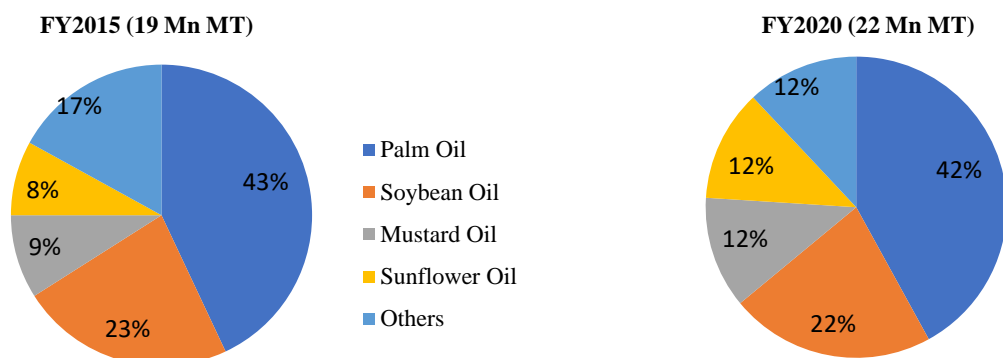 FY2015 (19 Mn MT)
17%
43%
8%
9%
23%
Palm Oil
Soybean Oil
Mustard Oil
Sunflower Oil
Others
FY2020 (22 Mn MT)
12%
42%
12%
12%
22%